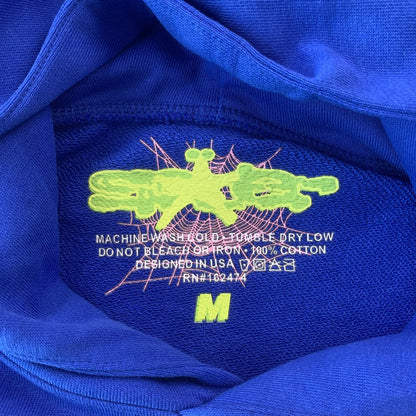 MACHINE WASH COLD • TUMBLE DRY LOW
DO NOT BLEACH OR IRON • 100% COTTON
DESIGNED IN USA
RN#162474
M